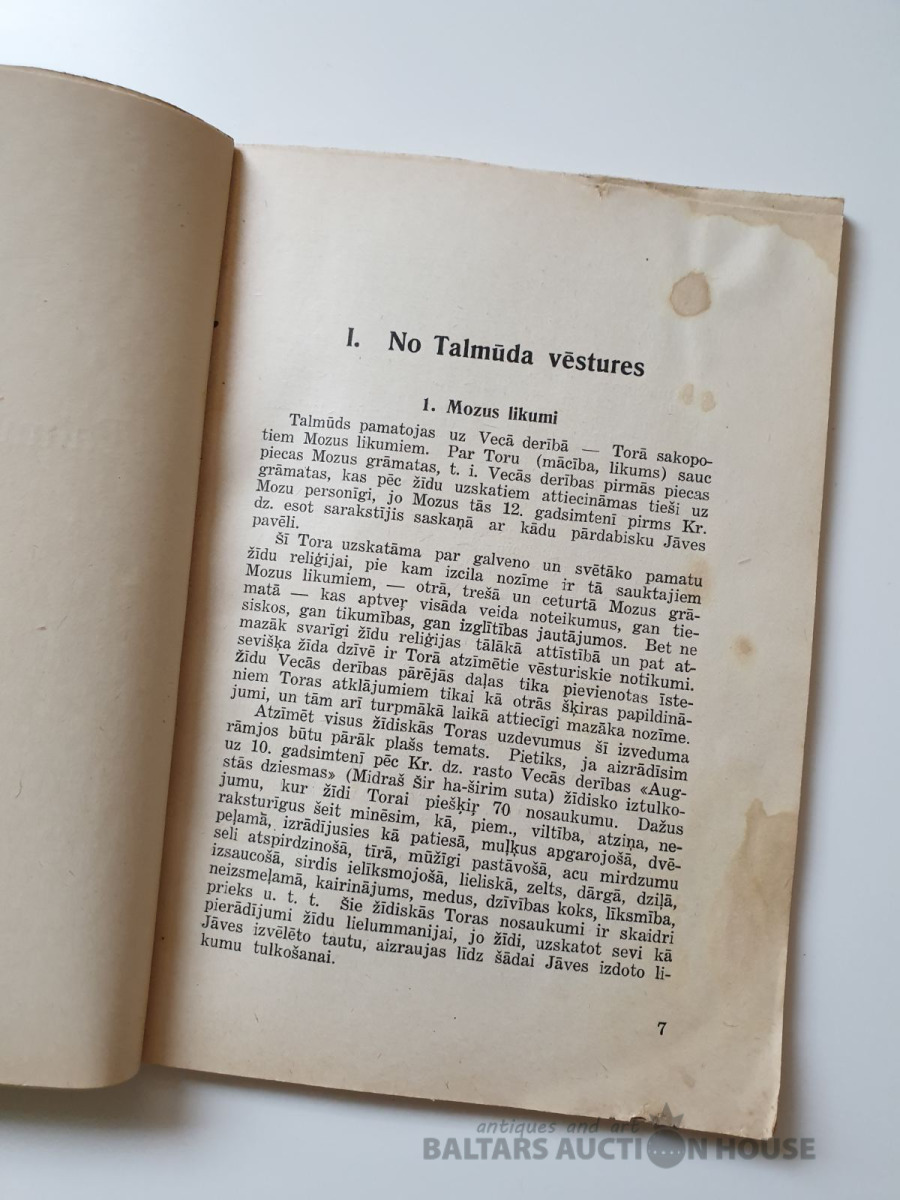 I. No Talmūda vēstures
1. Mozus likumi
Talmūds pamatojas uz Vecā derībā — Torā sakopo-
tiem Mozus likumiem. Par Toru (mācība, likums) sauc
piecas Mozus grāmatas, t. i. Vecās derības pirmās piecas
grāmatas, kas pēc žīdu uzskatiem attiecināmas tieši uz
Mozu personīgi, jo Mozus tās 12. gadsimtenī pirms Kr.
dz. esot sarakstījis saskaņā ar kādu pārdabisku Jāves
pavēli.
Šī Tora uzskatāma par galveno un svētāko pamatu
žīdu reliģijai, pie kam izcila nozīme ir tā sauktajiem
Mozus likumiem, — otrā, trešā un ceturtā Mozus grā-
matā — kas aptveŗ visāda veida noteikumus, gan tie-
siskos, gan tikumības, gan izglītības jautājumos. Bet ne
mazāk svarīgi žīdu reliģijas tālākā attīstībā un pat at-
sevišķa žīda dzīvē ir Torā atzīmētie vēsturiskie notikumi.
Žīdu Vecās derības pārējās daļas tika pievienotas īste-
niem Toras atklājumiem tikai kā otrās šķiras papildinā-
jumi, un tām arī turpmākā laikā attiecīgi mazāka nozīme.
Atzīmēt visus žīdiskās Toras uzdevumus šī izveduma
rāmjos būtu pārāk plašs temats. Pietiks, ja aizrādīsim
uz 10. gadsimtenī pēc Kr. dz. rasto Vecās derības «Aug-
stās dziesmas» (Midraš Šir ha-širim suta) žīdisko iztulko-
jumu, kur žīdi Torai piešķiŗ 70 nosaukumu. Dažus
raksturīgus šeit minēsim, kā, piem., viltība, atziņa, ne-
peļamā, izrādījusies kā patiesā, muļķus apgarojošā, dvē-
seli atspirdzinošā, tīrā, mūžīgi pastāvošā, acu mirdzumu
izsaucošā, sirdis ielīksmojošā, lieliskā, zelts, dārgā, dziļā,
neizsmeļamā, kairinājums, medus, dzīvības koks, līksmība,
prieks u. t. t. Šie žīdiskās Toras nosaukumi ir skaidri
pierādījumi žīdu lielummanijai, jo žīdi, uzskatot sevi kā
Jāves izvēlēto tautu, aizraujas līdz šādai Jāves izdoto li-
kumu tulkošanai.
7
antiques and art
BALTARS AUCTION HOUSE